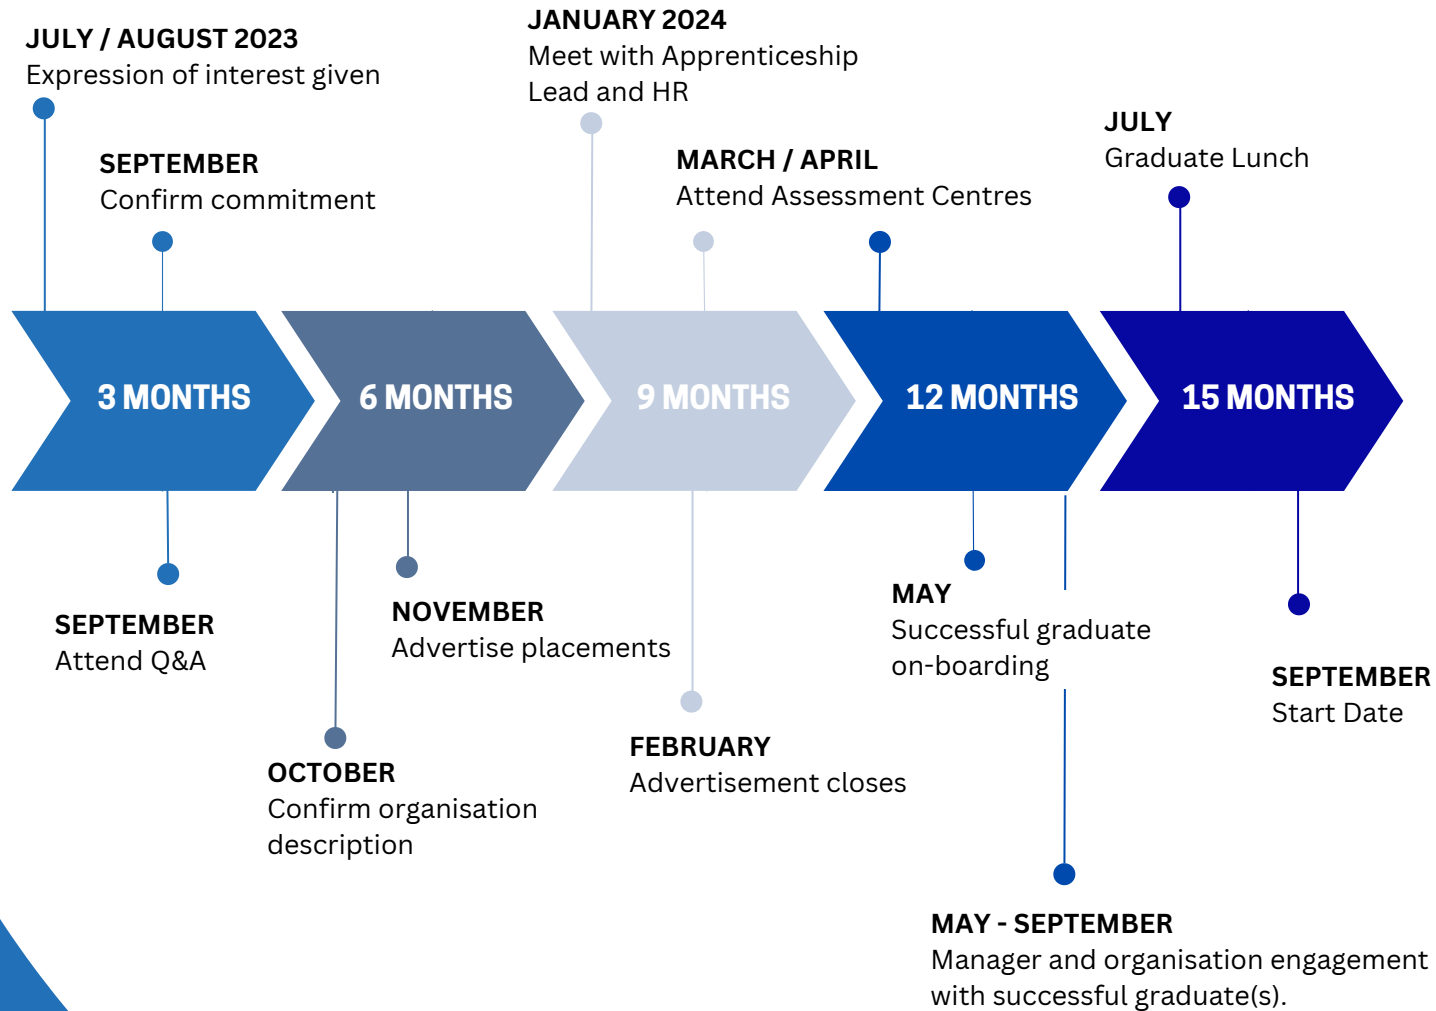 JULY / AUGUST 2023
Expression of interest given
SEPTEMBER
Confirm commitment
JANUARY 2024
Meet with Apprenticeship
Lead and HR
MARCH / APRIL
Attend Assessment Centres
JULY
Graduate Lunch
3 MONTHS
6 MONTHS
9 MONTHS
12 MONTHS
15 MONTHS
SEPTEMBER
Attend Q&A
OCTOBER
Confirm organisation
description
NOVEMBER
Advertise placements
FEBRUARY
Advertisement closes
MAY
Successful graduate
on-boarding
MAY - SEPTEMBER
Manager and organisation engagement
with successful graduate(s).
SEPTEMBER
Start Date